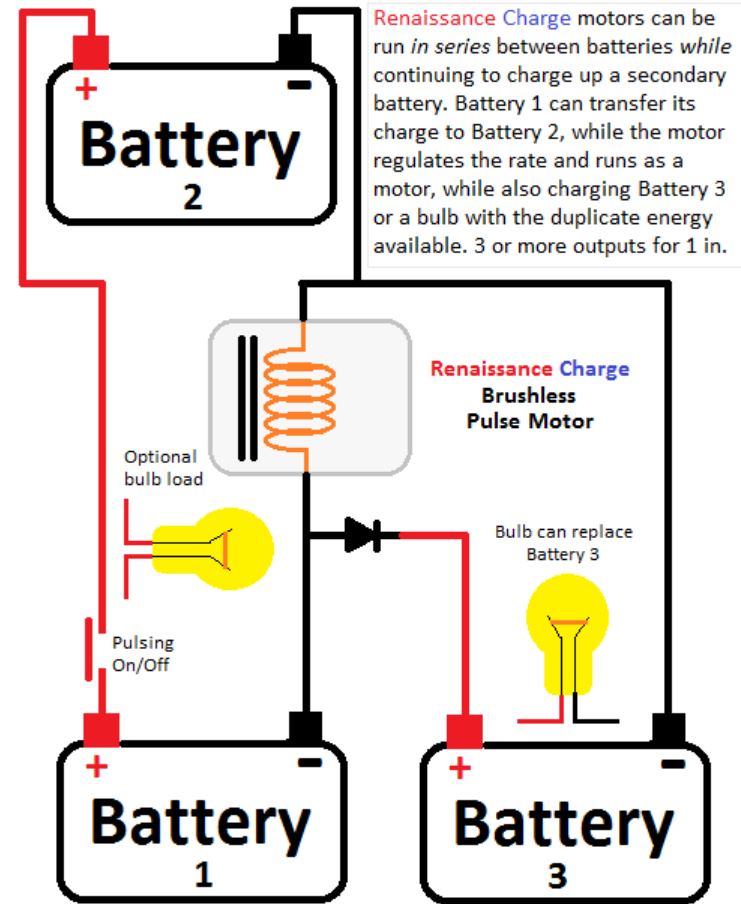 Renaissance Charge motors can be
run in series between batteries while
continuing to charge up a secondary
battery. Battery 1 can transfer its
charge to Battery 2, while the motor
regulates the rate and runs as a
motor, while also charging Battery 3
or a bulb with the duplicate energy
available. 3 or more outputs for 1 in.
+ -
Battery
2
Renaissance Charge
Brushless
Pulse Motor
Optional
bulb load
Bulb can replace
Battery 3
Pulsing
On/Off
+ -
Battery
1
+ -
Battery
3